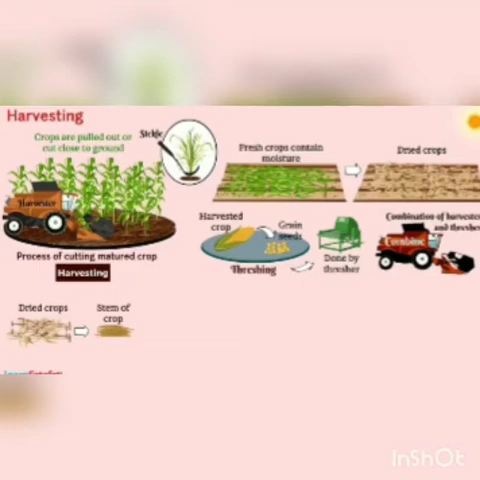 Harvesting
Crops are pulled out or
cut close to ground
Sickle
Harvester
Process of cutting matured crop
Harvesting
Fresh crops contain
moisture
Dried crops
Harvested
crop
Grain
seeds
Threshing
Done by
thresher
Combination of harvester
and thresher
Combine
Dried crops
Stem of
crop
InShOt